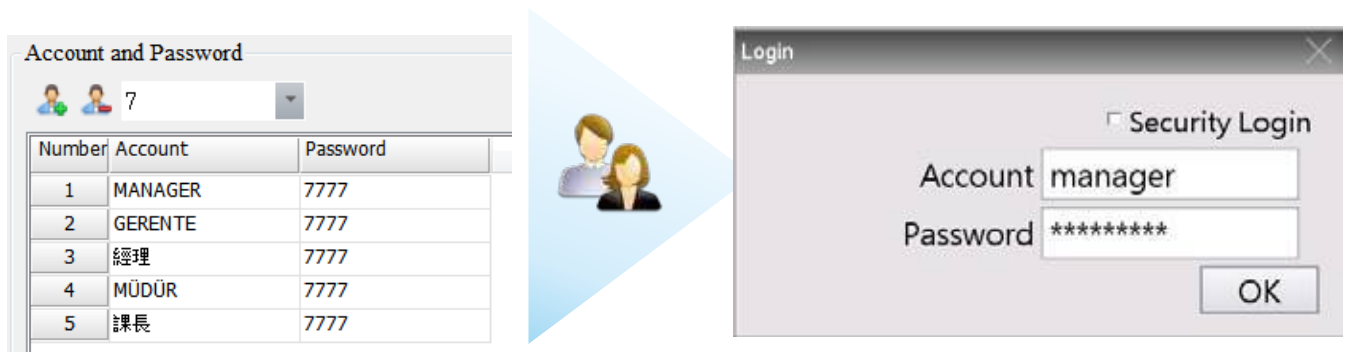 Account and Password
7
Number Account Password
1 MANAGER 7777
2 GERENTE 7777
3 經理 7777
4 MÜDÜR 7777
5 課長 7777
Login
Security Login
Account manager
Password *********
OK